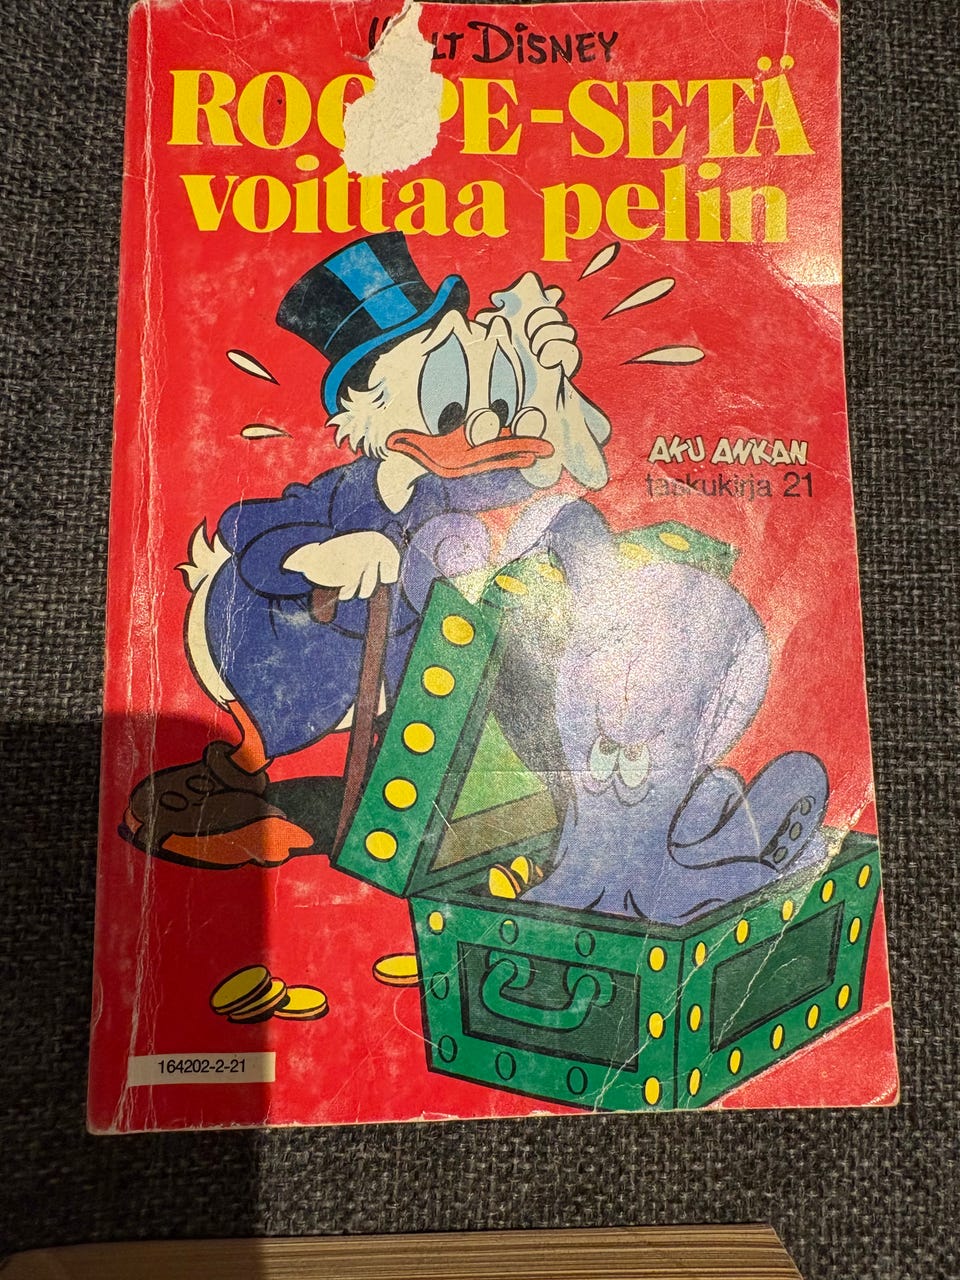 WALT DISNEY
ROOPE-SETÄ
voittaa pelin
AKU ANKAN
taskukirja 21
164202-2-21